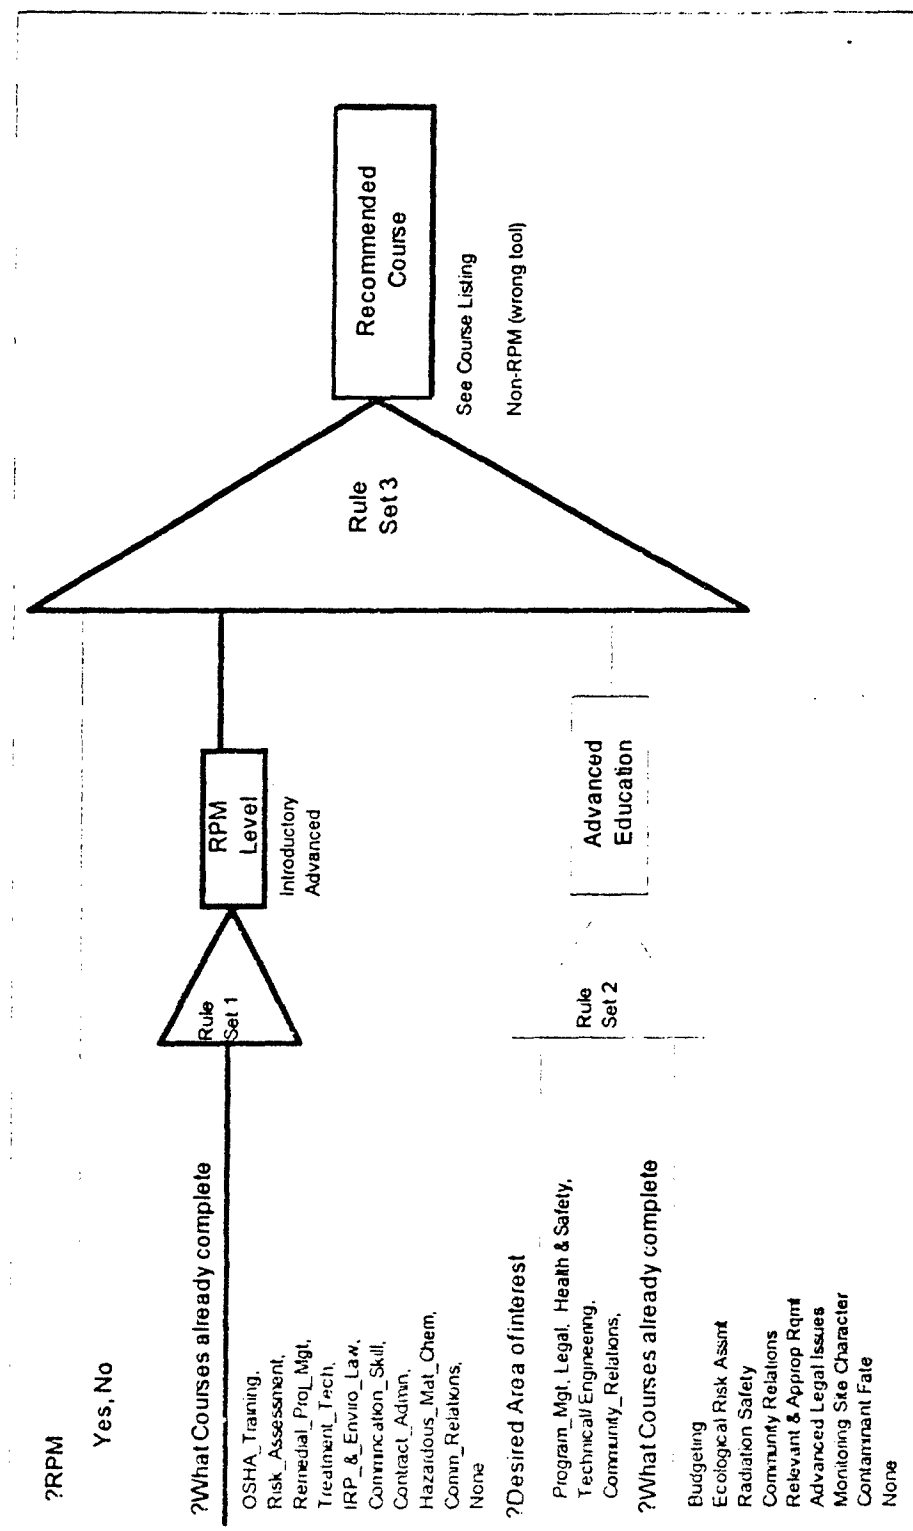 ?RPM
Yes, No
?What Courses already complete
OSHA_Training,
Risk_Assessment,
Remedial_Proj_Mgt,
Treatment_Tech,
IRP_&_Enviro_Law,
Communication_Skill,
Contract_Admin,
Hazardous_Mat_Chem,
Comm_Relations,
None
?Desired Area of interest
Program_Mgt, Legal, Health & Safety,
Technical/Engineering,
Community_Relations,
?What Courses already complete
Budgeting
Ecological Risk Assmt
Radiation Safety
Community Relations
Relevant & Approp Rqmt
Advanced Legal Issues
Monitoring Site Character
Contaminant Fate
None
Rule
Set 1
RPM
Level
Introductory
Advanced
Rule
Set 2
Advanced
Education
Rule
Set 3
Recommended
Course
See Course Listing
Non-RPM (wrong tool)